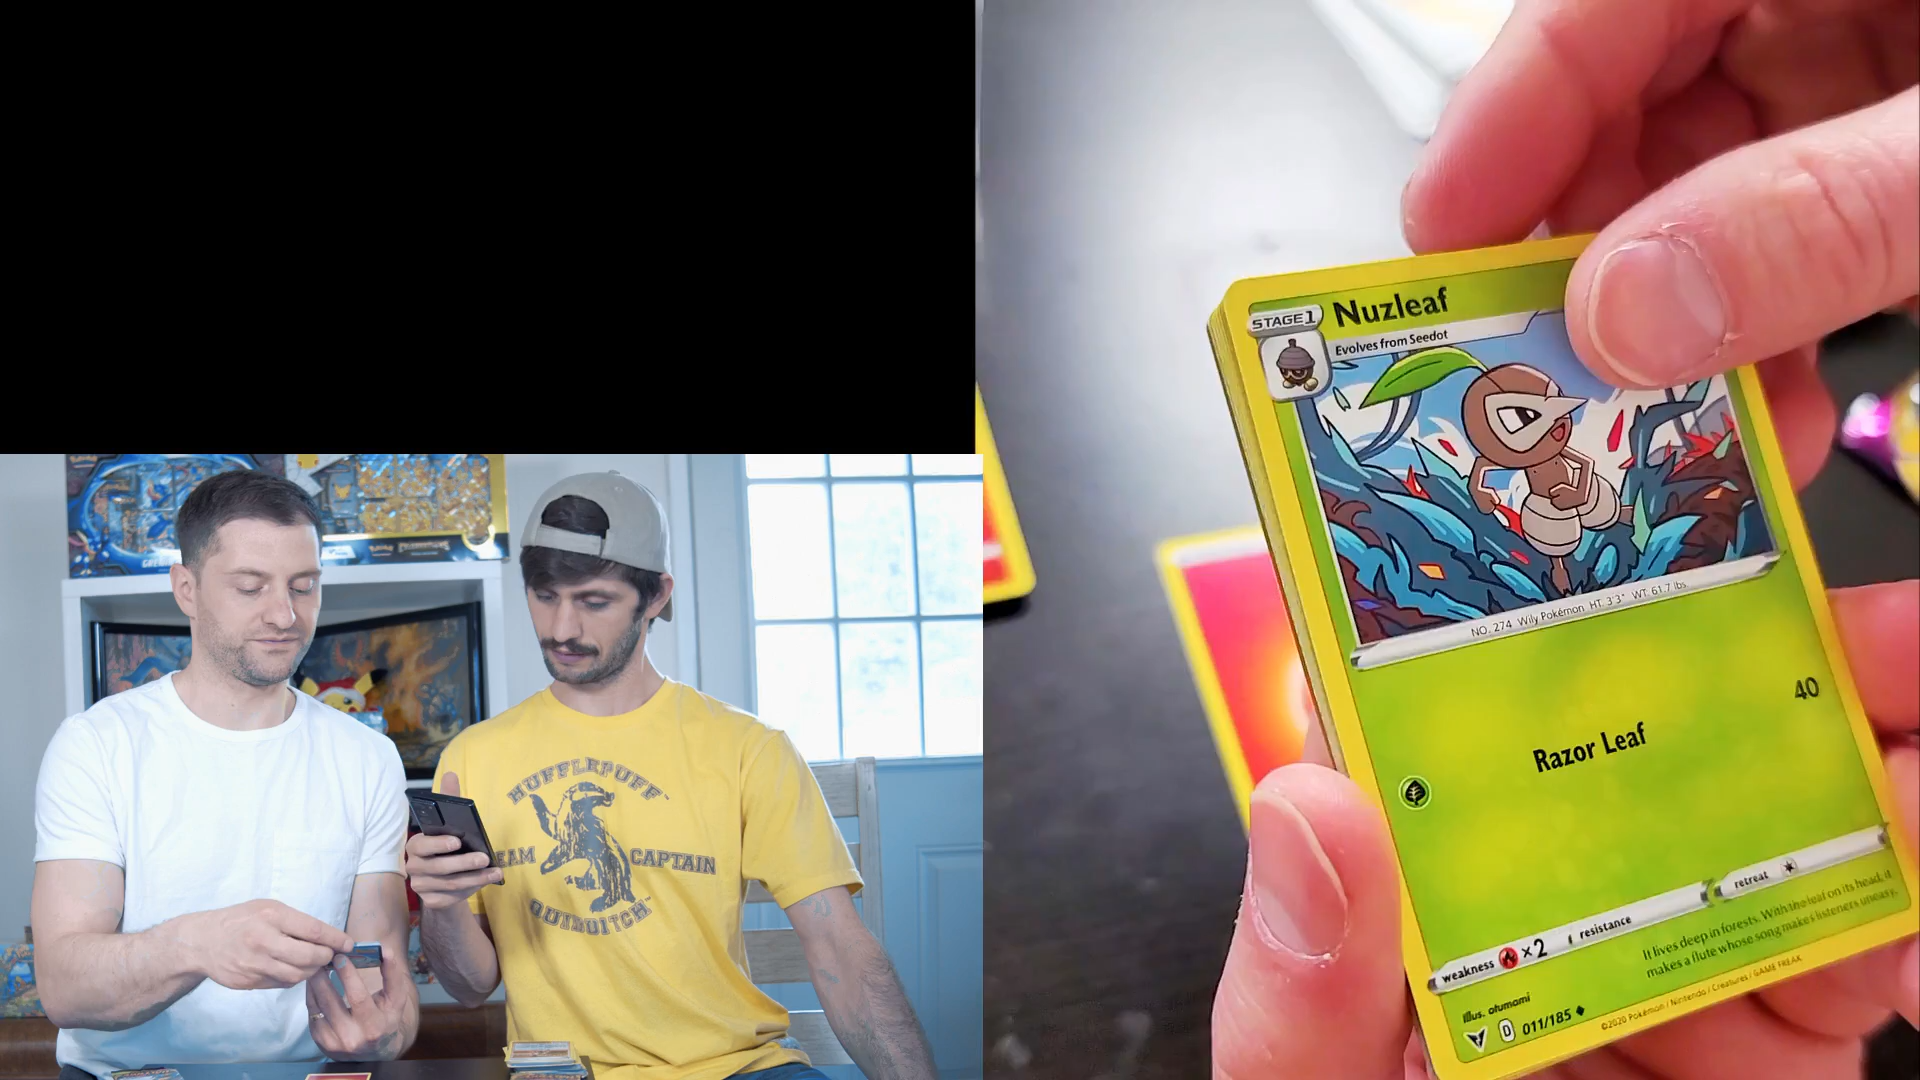 HUFFLEPUFF™
TEAM CAPTAIN
QUIDDITCH™
STAGE 1
Nuzleaf
Evolves from Seedot
NO. 274 Wily Pokémon HT. 3'3" WT. 61.7 lbs.
Razor Leaf
40
weakness ×2 resistance retreat
It lives deep in forests. With the leaf on its head, it
makes a flute whose song makes listeners uneasy.
Illus. otumami
D 011/185
©2020 Pokémon / Nintendo / Creatures / GAME FREAK